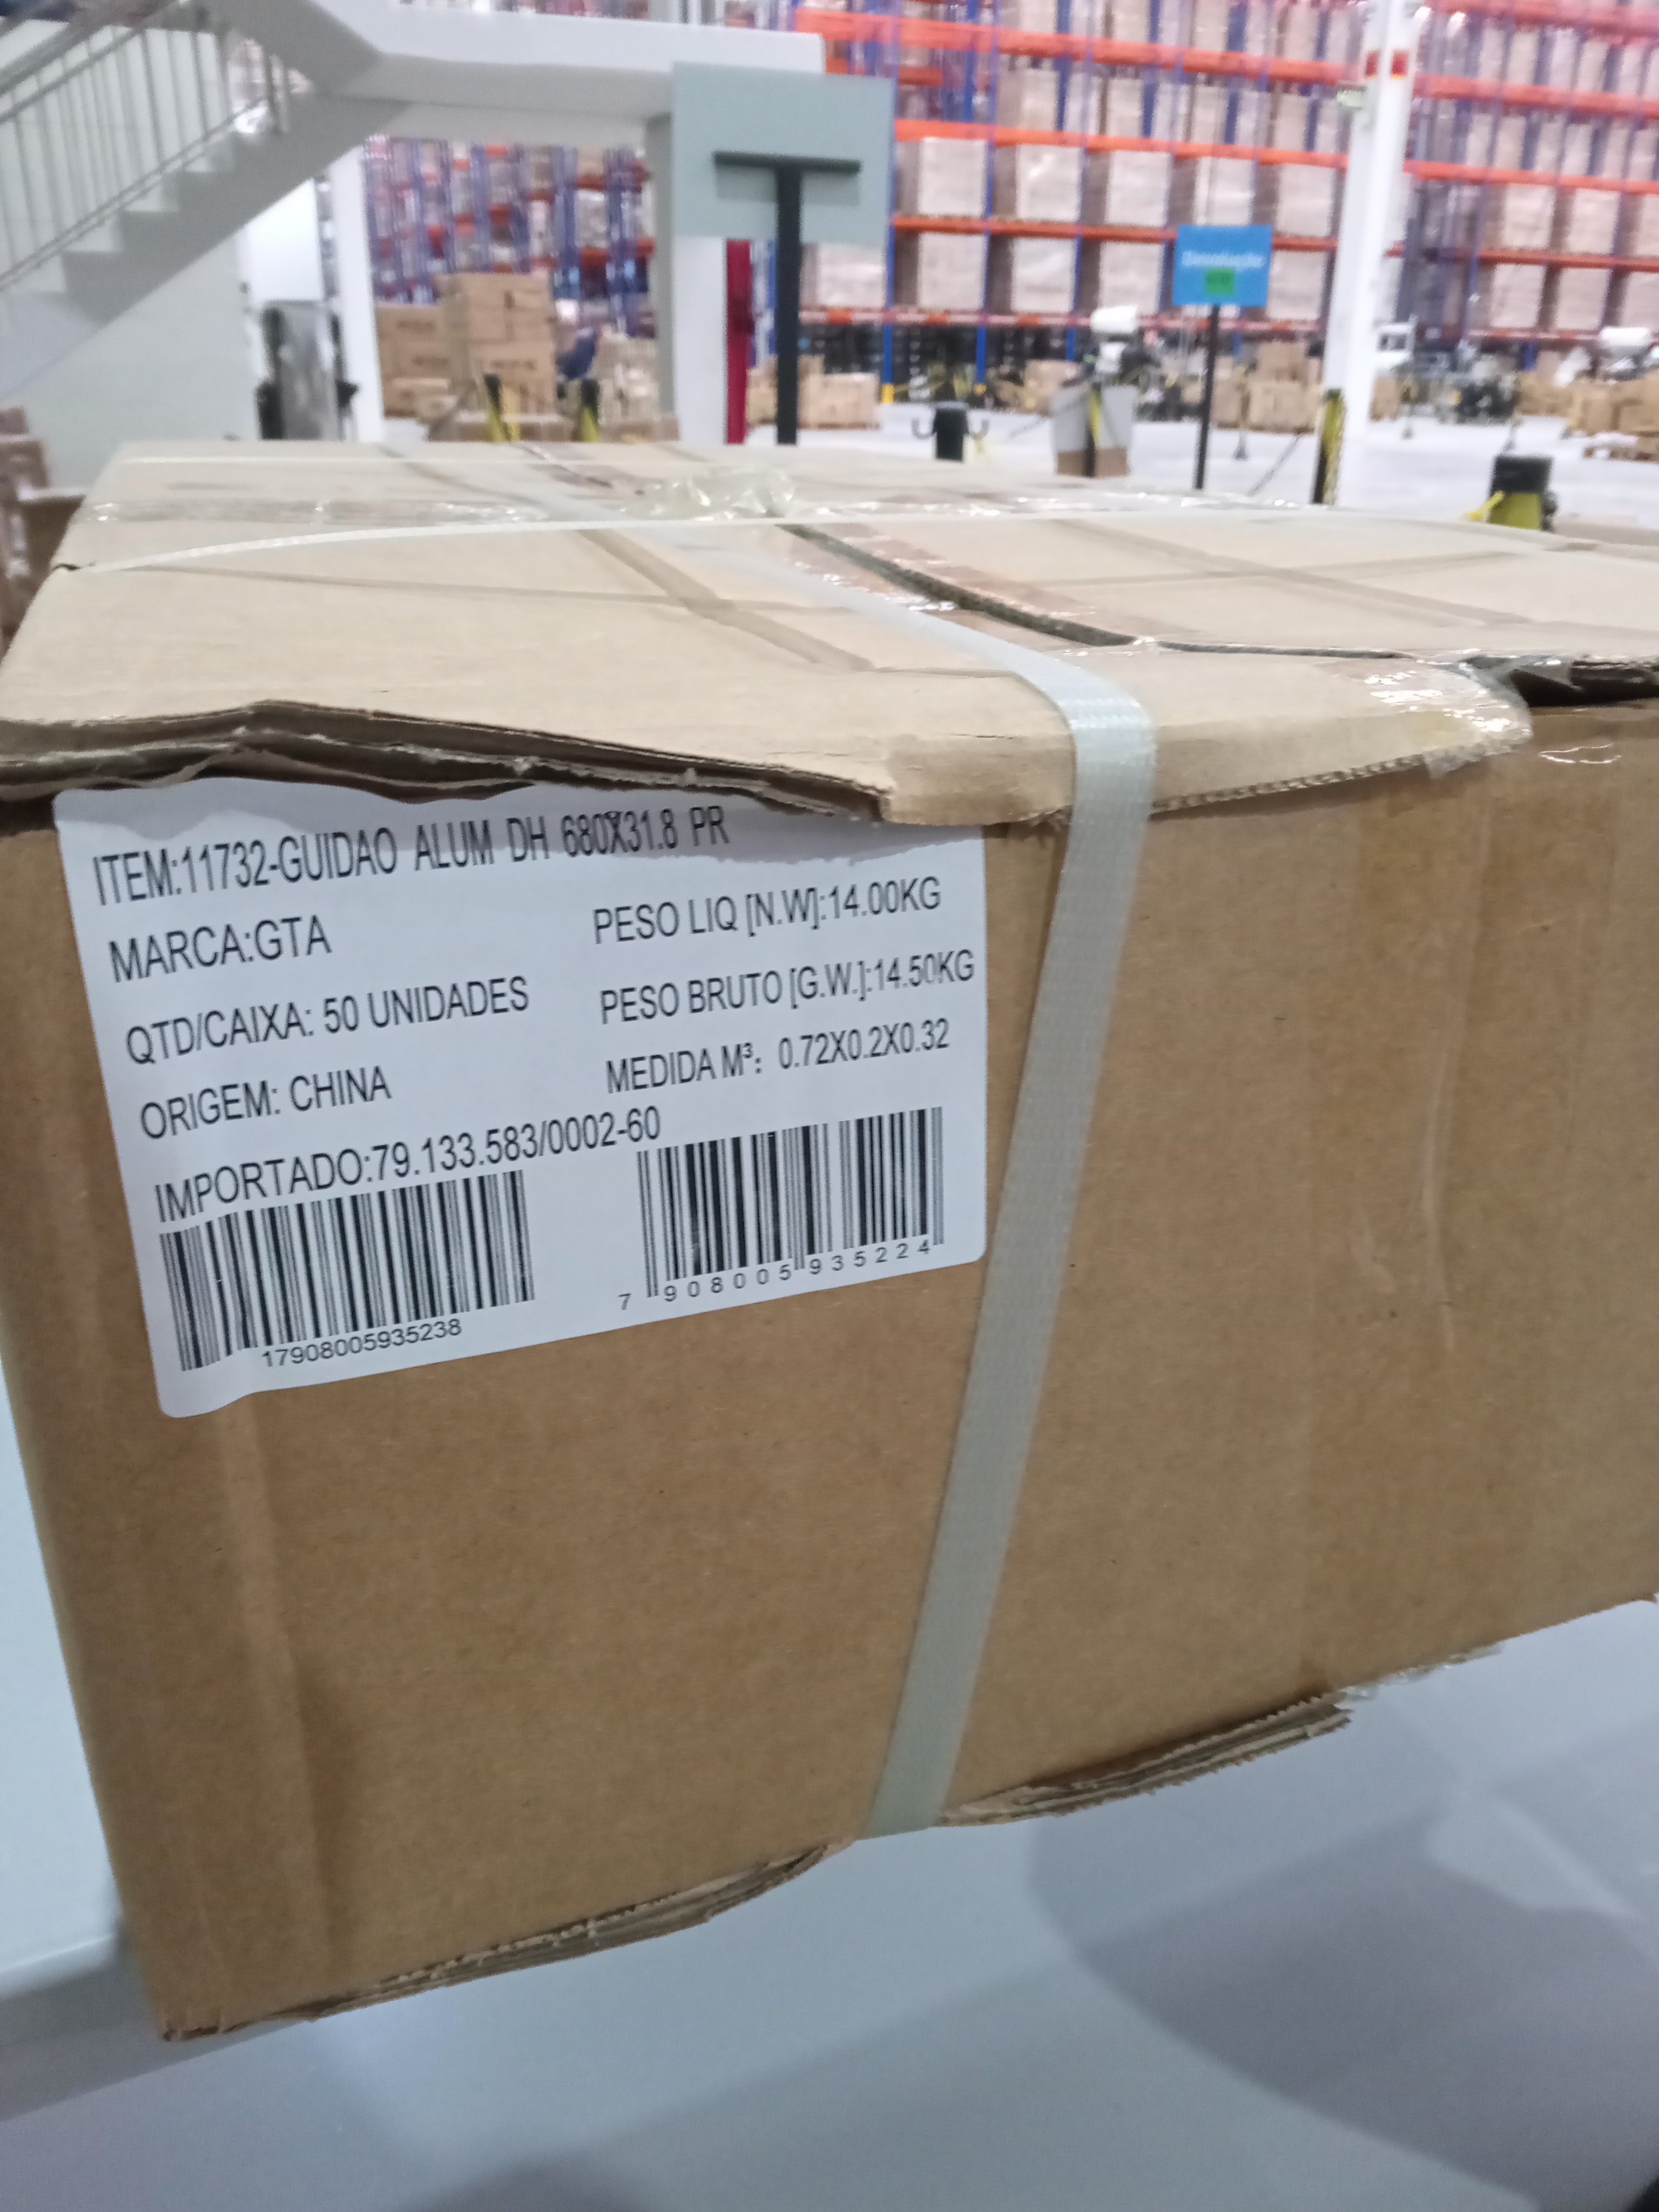 Devolução
ITEM:11732-GUIDAO ALUM DH 680X31.8 PR
MARCA:GTA
PESO LIQ [N.W]:14.00KG
QTD/CAIXA: 50 UNIDADES
PESO BRUTO [G.W.]:14.50KG
ORIGEM: CHINA
MEDIDA M³: 0.72X0.2X0.32
IMPORTADO:79.133.583/0002-60
17908005935238
7 908005 935224